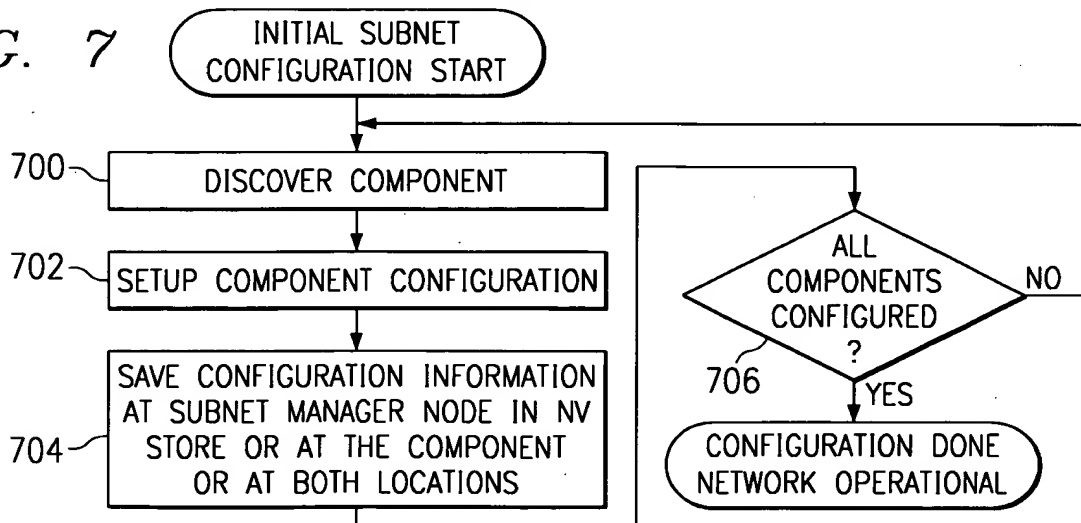 G. 7
INITIAL SUBNET
CONFIGURATION START
700
DISCOVER COMPONENT
702
SETUP COMPONENT CONFIGURATION
704
SAVE CONFIGURATION INFORMATION
AT SUBNET MANAGER NODE IN NV
STORE OR AT THE COMPONENT
OR AT BOTH LOCATIONS
ALL
COMPONENTS
CONFIGURED
?
706
NO
YES
CONFIGURATION DONE
NETWORK OPERATIONAL